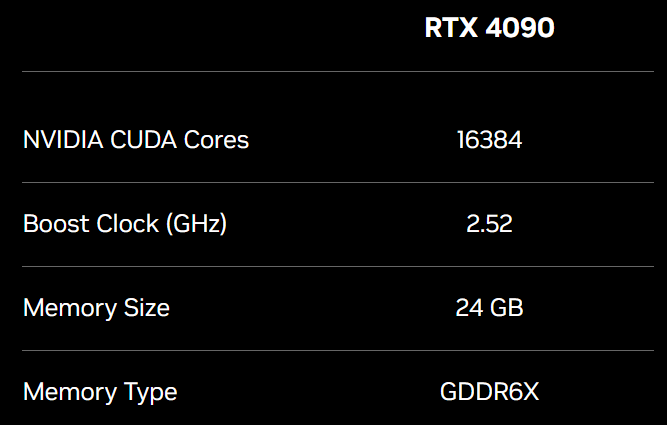 RTX 4090
NVIDIA CUDA Cores 16384
Boost Clock (GHz) 2.52
Memory Size 24 GB
Memory Type GDDR6X